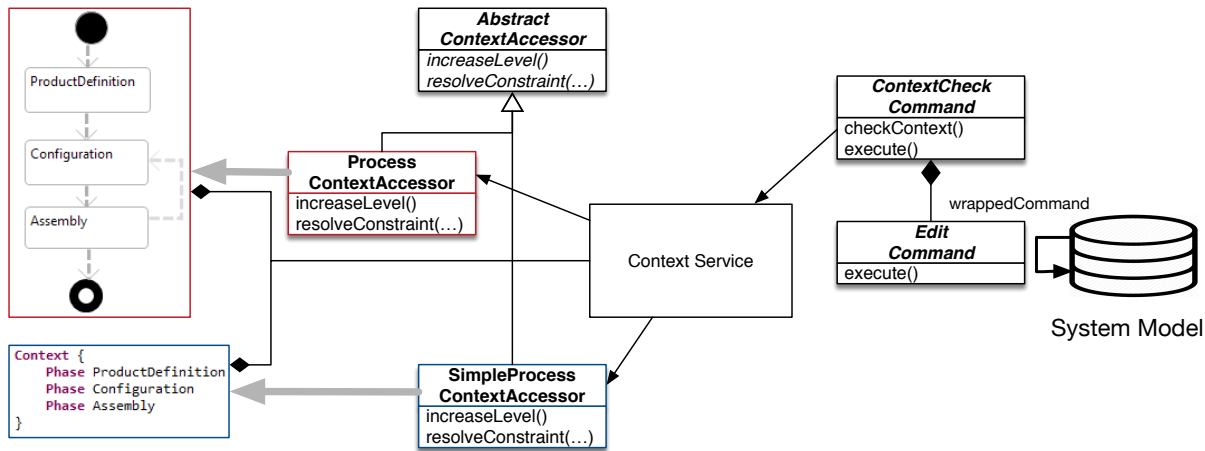 ProductDefinition
Configuration
Assembly
Context {
Phase ProductDefinition
Phase Configuration
Phase Assembly
}
Abstract
ContextAccessor
increaseLevel()
resolveConstraint(…)
Process
ContextAccessor
increaseLevel()
resolveConstraint(…)
SimpleProcess
ContextAccessor
increaseLevel()
resolveConstraint(…)
Context Service
ContextCheck
Command
checkContext()
execute()
wrappedCommand
Edit
Command
execute()
System Model